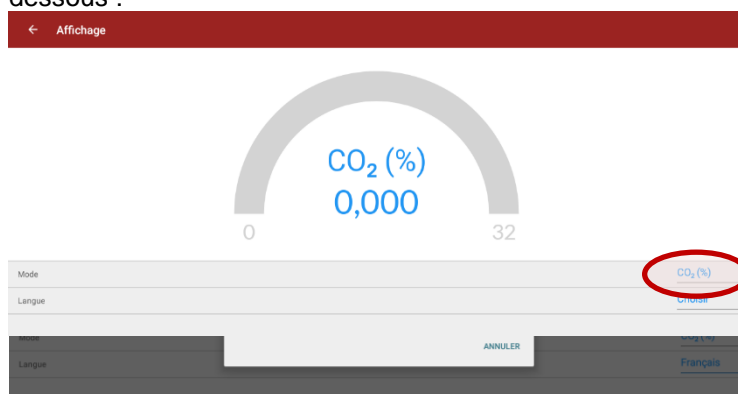 dessous :
← Affichage
CO₂ (%)
0,000
0 32
Mode CO₂ (%)
Langue Choisir
Mode CO₂ (%)
ANNULER
Langue Français